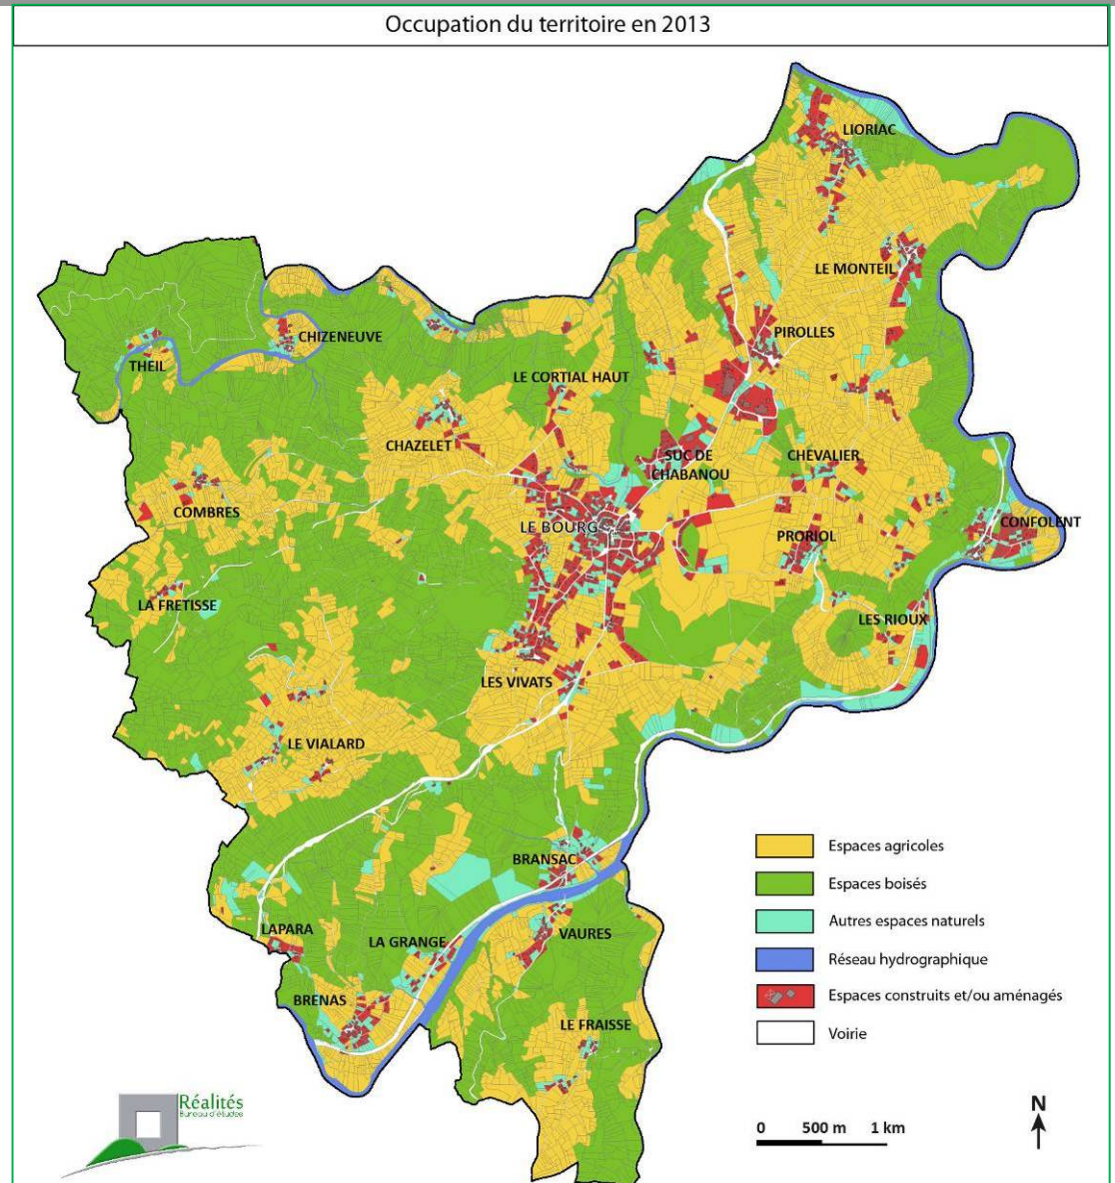 Occupation du territoire en 2013
LIORIAC
LE MONTEIL
PIROLLES
CHIZENEUVE
THEIL
LE CORTIAL HAUT
CHAZELET
SUC DE
CHABANOU
CHEVALIER
COMBRES
LE BOURG
CONFOLENT
PRORIOL
LA FRETISSE
LES RIOUX
LES VIVATS
LE VIALARD
BRANSAC
LAPARA
LA GRANGE
VAURES
BRENAS
LE FRAISSE
Espaces agricoles
Espaces boisés
Autres espaces naturels
Réseau hydrographique
Espaces construits et/ou aménagés
Voirie
Réalités
Bureau d'études
0 500 m 1 km
N